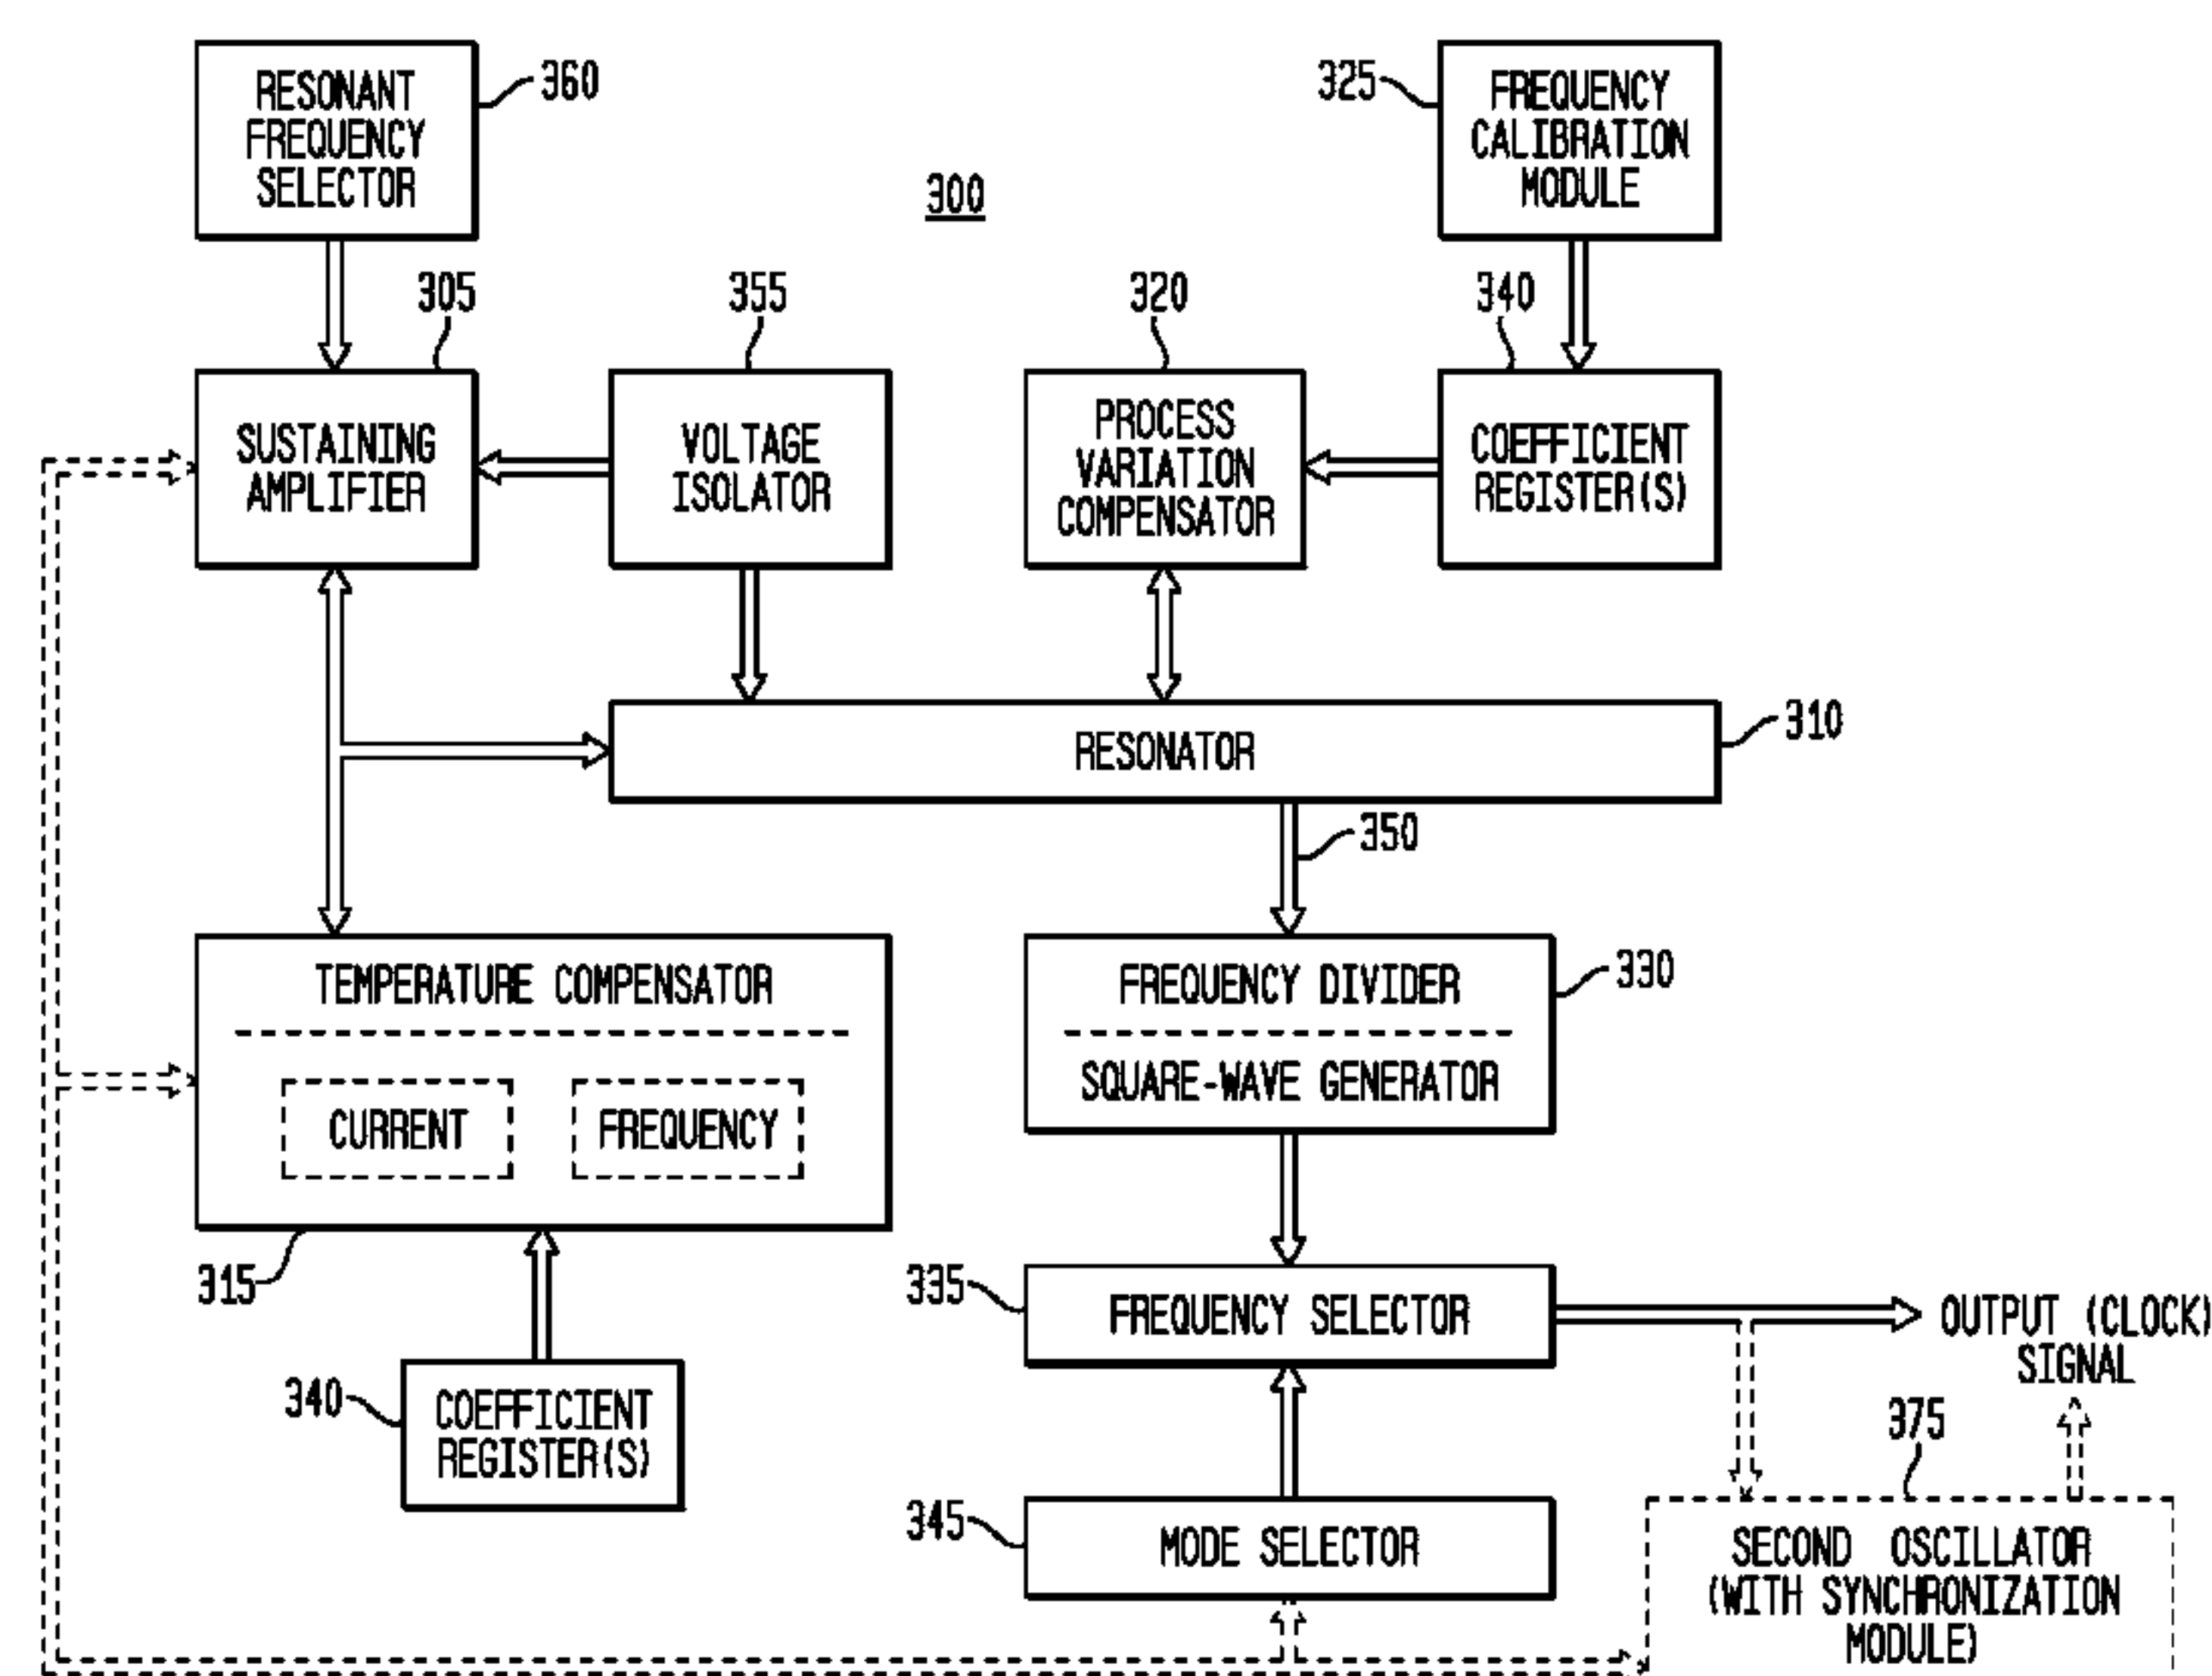 RESONANT
FREQUENCY
SELECTOR
360
325
FREQUENCY
CALIBRATION
MODULE
300
305
355
320
340
SUSTAINING
AMPLIFIER
VOLTAGE
ISOLATOR
PROCESS
VARIATION
COMPENSATOR
COEFFICIENT
REGISTER(S)
RESONATOR
310
350
TEMPERATURE COMPENSATOR
CURRENT
FREQUENCY
315
FREQUENCY DIVIDER
SQUARE-WAVE GENERATOR
330
335
FREQUENCY SELECTOR
OUTPUT (CLOCK)
SIGNAL
340
COEFFICIENT
REGISTER(S)
345
MODE SELECTOR
375
SECOND OSCILLATOR
(WITH SYNCHRONIZATION
MODULE)